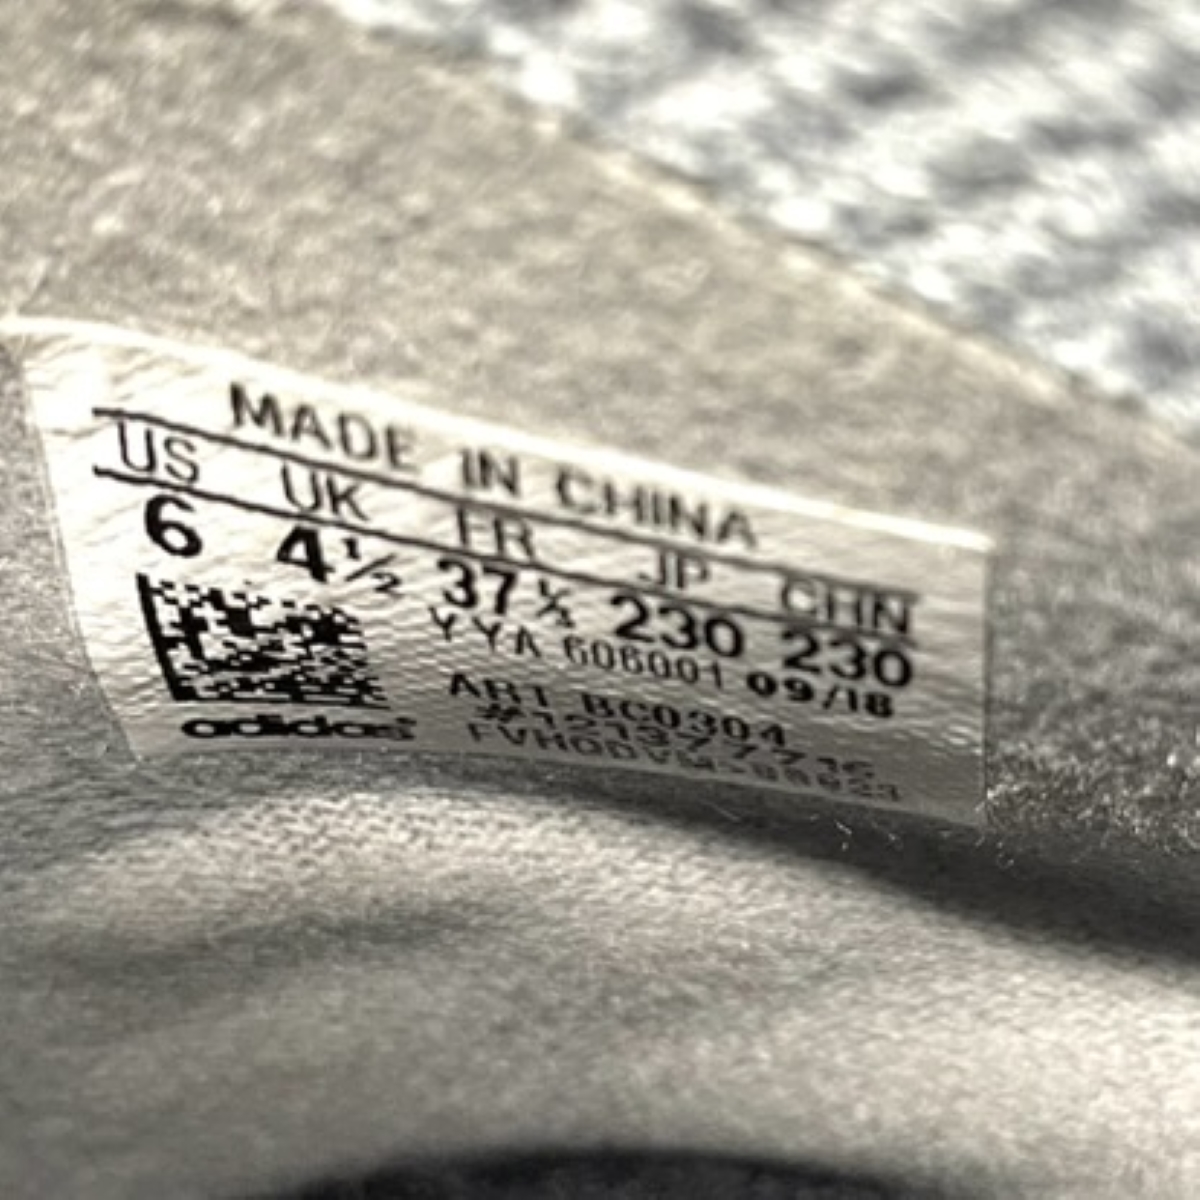 MADE IN CHINA
US UK FR JP CHN
6 4½ 37⅓ 230 230
YYA 606001 09/18
ART BC0304
adidas